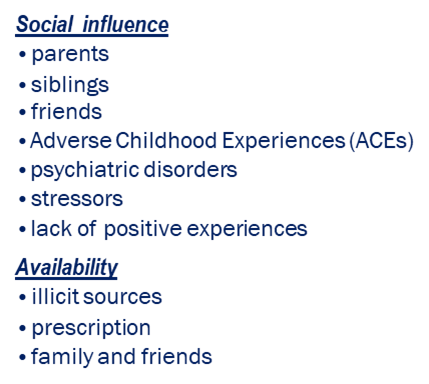 Social influence
• parents
• siblings
• friends
• Adverse Childhood Experiences (ACEs)
• psychiatric disorders
• stressors
• lack of positive experiences
Availability
• illicit sources
• prescription
• family and friends